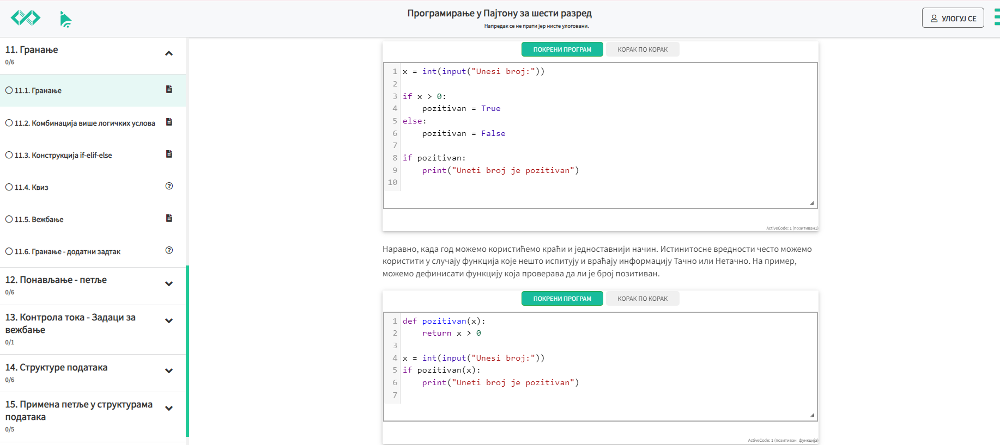 Програмирање у Пајтону за шести разред
Напредак се не прати јер нисте улоговани.
УЛОГУЈ СЕ
11. Гранање
0/6
11.1. Гранање
11.2. Комбинација више логичких услова
11.3. Конструкција if-elif-else
11.4. Квиз
11.5. Вежбање
11.6. Гранање - додатни задтак
12. Понављање - петље
0/6
13. Контрола тока - Задаци за
вежбање
0/1
14. Структуре података
0/6
15. Примена петље у структурама
података
0/5
ПОКРЕНИ ПРОГРАМ КОРАК ПО КОРАК
1 x = int(input("Unesi broj:"))
2
3 if x > 0:
4     pozitivan = True
5 else:
6     pozitivan = False
7
8 if pozitivan:
9     print("Uneti broj je pozitivan")
10
ActiveCode: 1 (позитиван1)
Наравно, када год можемо користићемо краћи и једноставнији начин. Истинитосне вредности често можемо
користити у случају функција које нешто испитују и враћају информацију Тачно или Нетачно. На пример,
можемо дефинисати функцију која проверава да ли је број позитиван.
ПОКРЕНИ ПРОГРАМ КОРАК ПО КОРАК
1 def pozitivan(x):
2     return x > 0
3
4 x = int(input("Unesi broj:"))
5 if pozitivan(x):
6     print("Uneti broj je pozitivan")
7
ActiveCode: 1 (позитиван_функција)